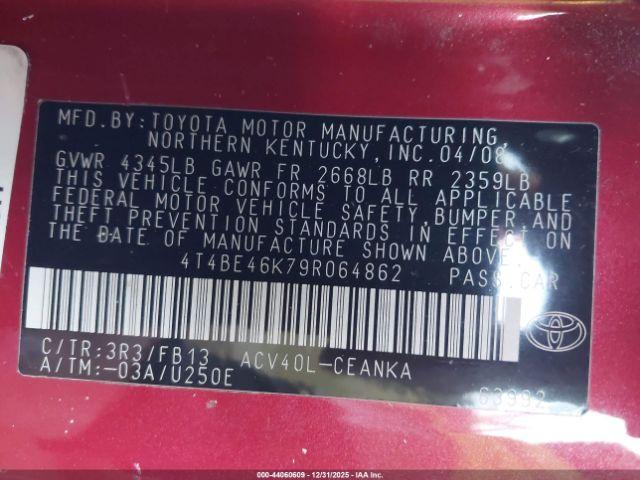 MFD.BY:TOYOTA MOTOR MANUFACTURING,
NORTHERN KENTUCKY,INC.04/08
GVWR 4345LB GAWR FR 2668LB RR 2359LB
THIS VEHICLE CONFORMS TO ALL APPLICABLE
FEDERAL MOTOR VEHICLE SAFETY,BUMPER,AND
THEFT PREVENTION STANDARDS IN EFFECT ON
THE DATE OF MANUFACTURE SHOWN ABOVE.
4T4BE46K79R064862 PASS.CAR
C/TR:3R3/FB13 ACV40L-CEANKA
A/TM:-03A/U250E
63992
000-44060609 - 12/31/2025 - IAA Inc.